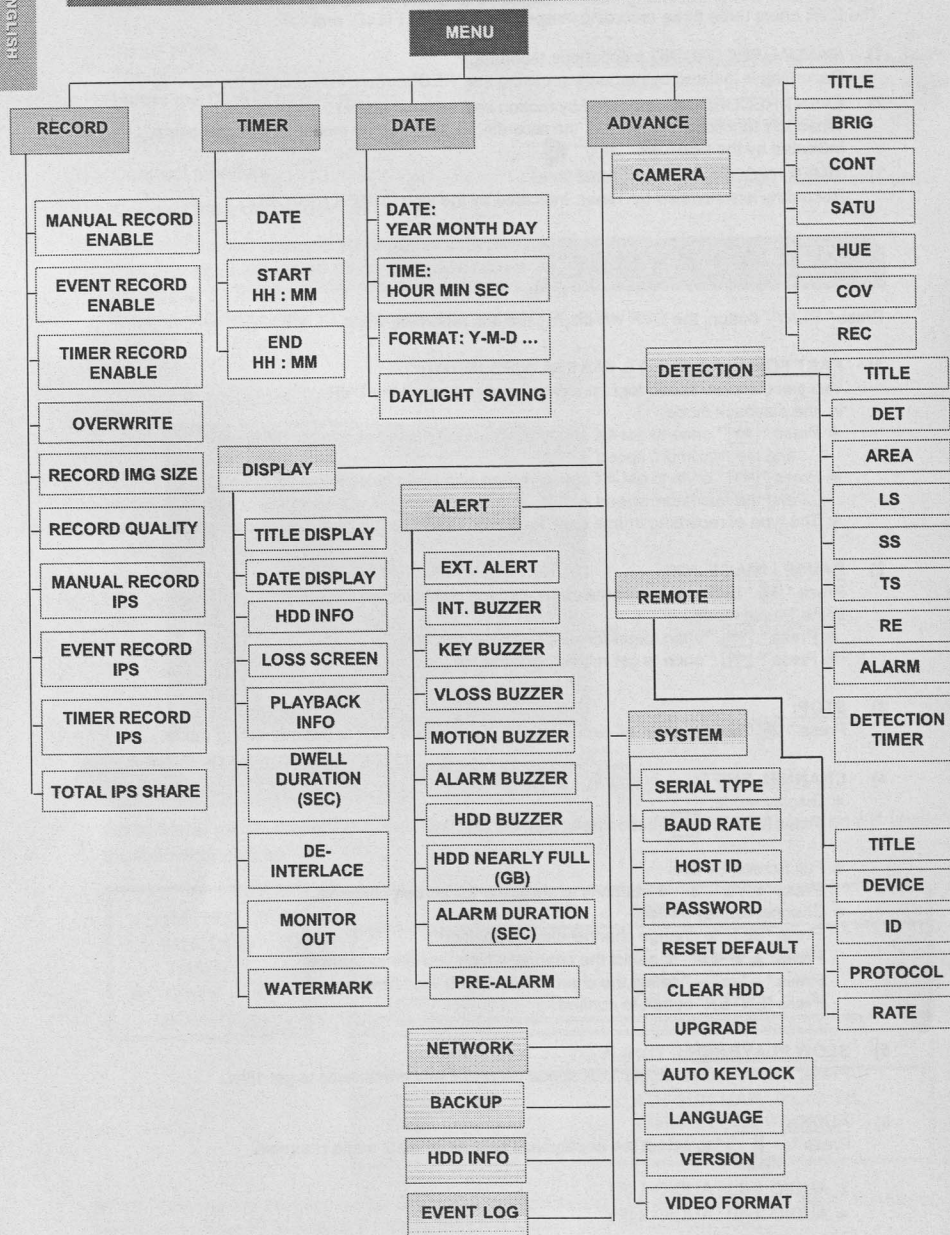 ENGLISH
MENU
RECORD
MANUAL RECORD
ENABLE
EVENT RECORD
ENABLE
TIMER RECORD
ENABLE
OVERWRITE
RECORD IMG SIZE
RECORD QUALITY
MANUAL RECORD
IPS
EVENT RECORD
IPS
TIMER RECORD
IPS
TOTAL IPS SHARE
TIMER
DATE
START
HH : MM
END
HH : MM
DATE
DATE:
YEAR MONTH DAY
TIME:
HOUR MIN SEC
FORMAT: Y-M-D ...
DAYLIGHT SAVING
ADVANCE
CAMERA
TITLE
BRIG
CONT
SATU
HUE
COV
REC
DETECTION
TITLE
DET
AREA
LS
SS
TS
RE
ALARM
DETECTION
TIMER
DISPLAY
TITLE DISPLAY
DATE DISPLAY
HDD INFO
LOSS SCREEN
PLAYBACK
INFO
DWELL
DURATION
(SEC)
DE-
INTERLACE
MONITOR
OUT
WATERMARK
ALERT
EXT. ALERT
INT. BUZZER
KEY BUZZER
VLOSS BUZZER
MOTION BUZZER
ALARM BUZZER
HDD BUZZER
HDD NEARLY FULL
(GB)
ALARM DURATION
(SEC)
PRE-ALARM
REMOTE
TITLE
DEVICE
ID
PROTOCOL
RATE
SYSTEM
SERIAL TYPE
BAUD RATE
HOST ID
PASSWORD
RESET DEFAULT
CLEAR HDD
UPGRADE
AUTO KEYLOCK
LANGUAGE
VERSION
VIDEO FORMAT
NETWORK
BACKUP
HDD INFO
EVENT LOG